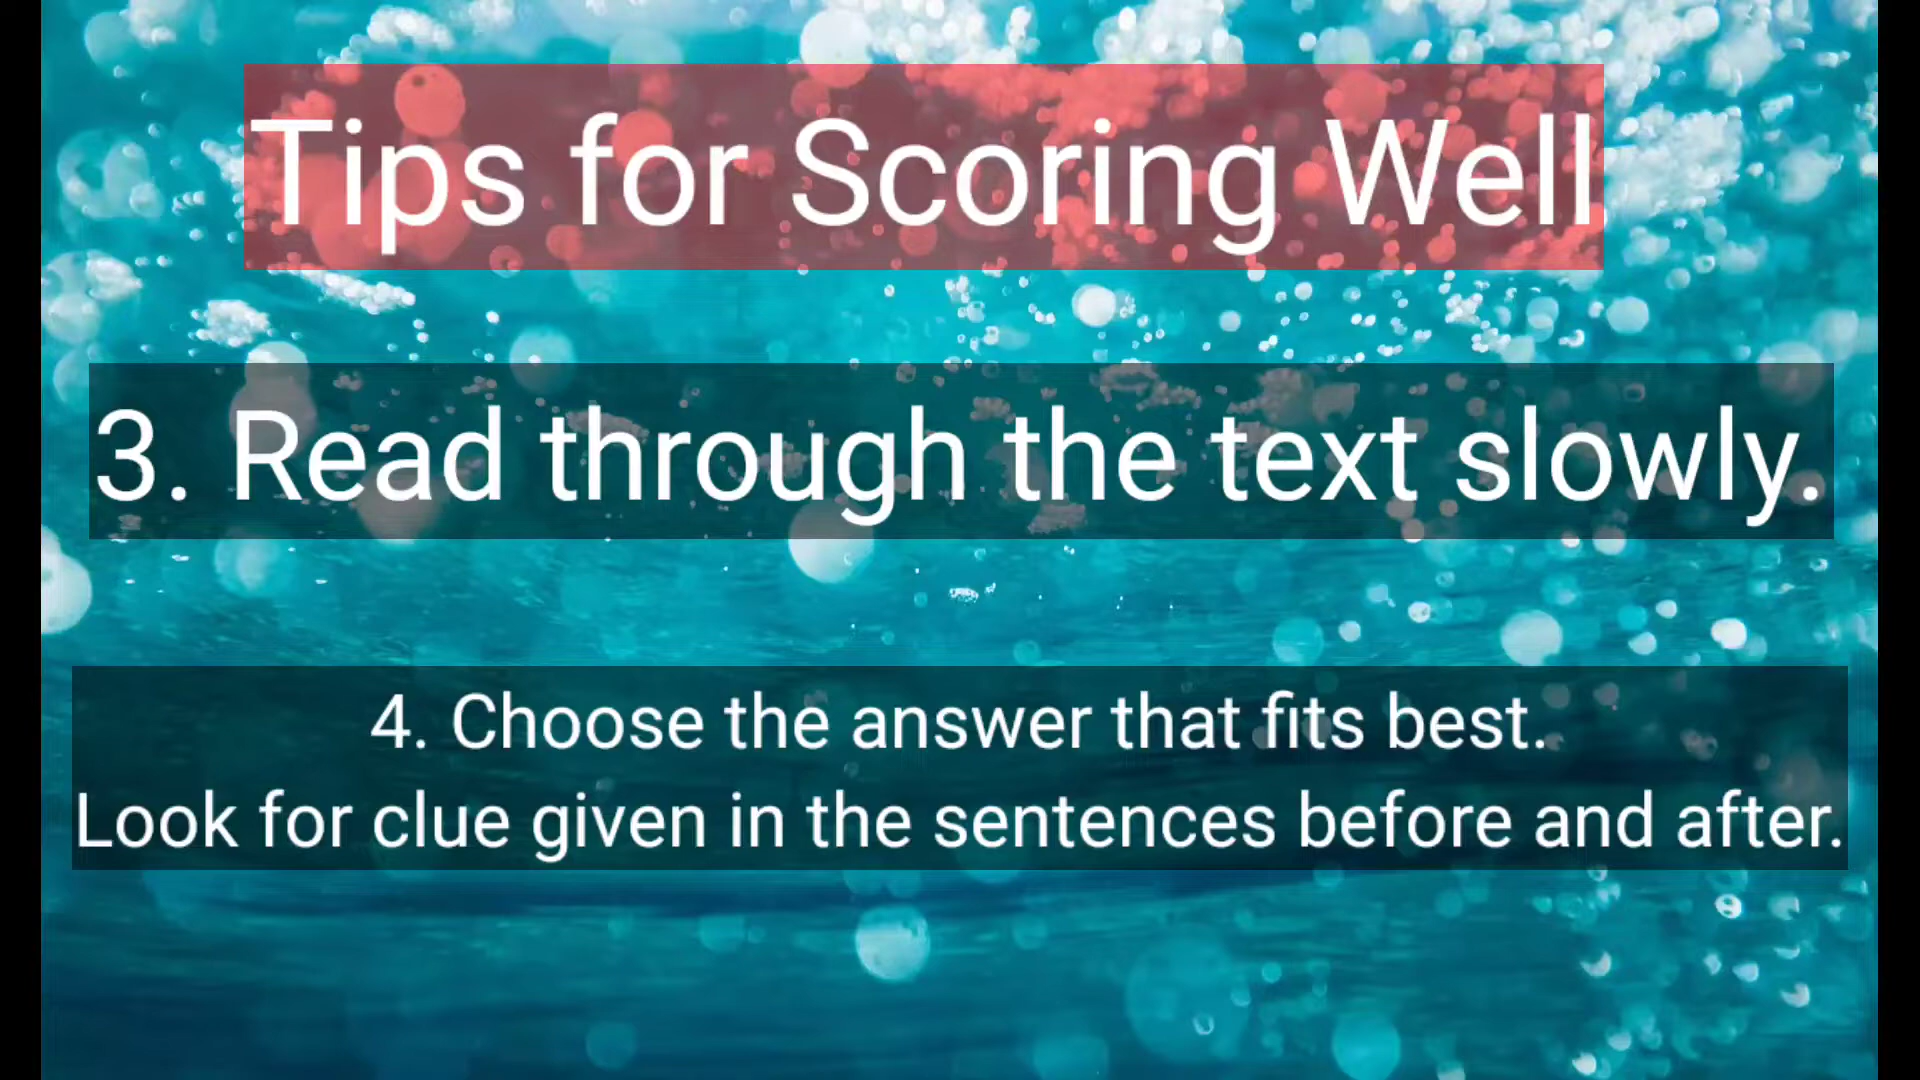 Tips for Scoring Well
3. Read through the text slowly.
4. Choose the answer that fits best.
Look for clue given in the sentences before and after.